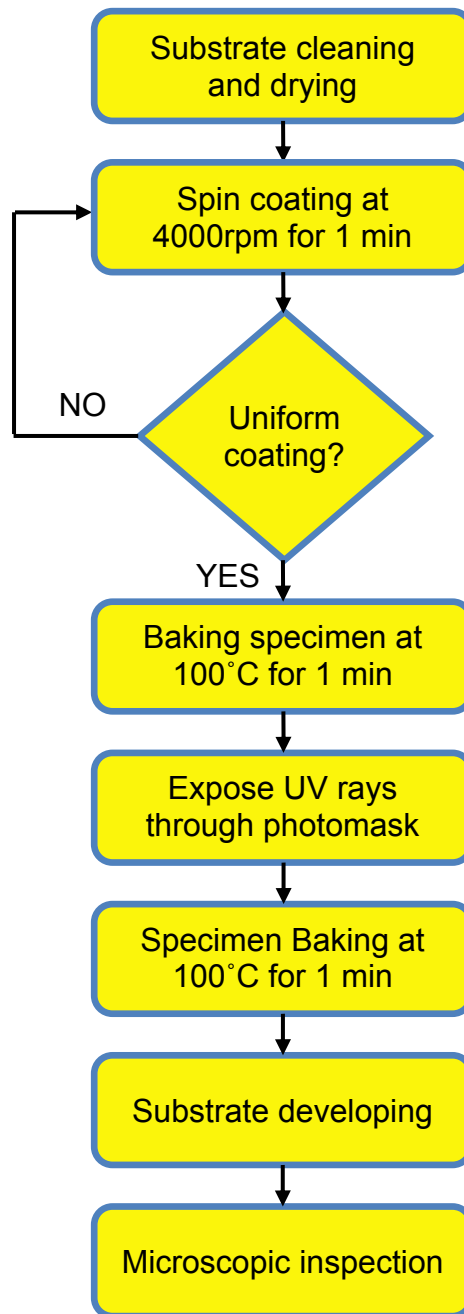 Substrate cleaning
and drying
Spin coating at
4000rpm for 1 min
NO
Uniform
coating?
YES
Baking specimen at
100˚C for 1 min
Expose UV rays
through photomask
Specimen Baking at
100˚C for 1 min
Substrate developing
Microscopic inspection